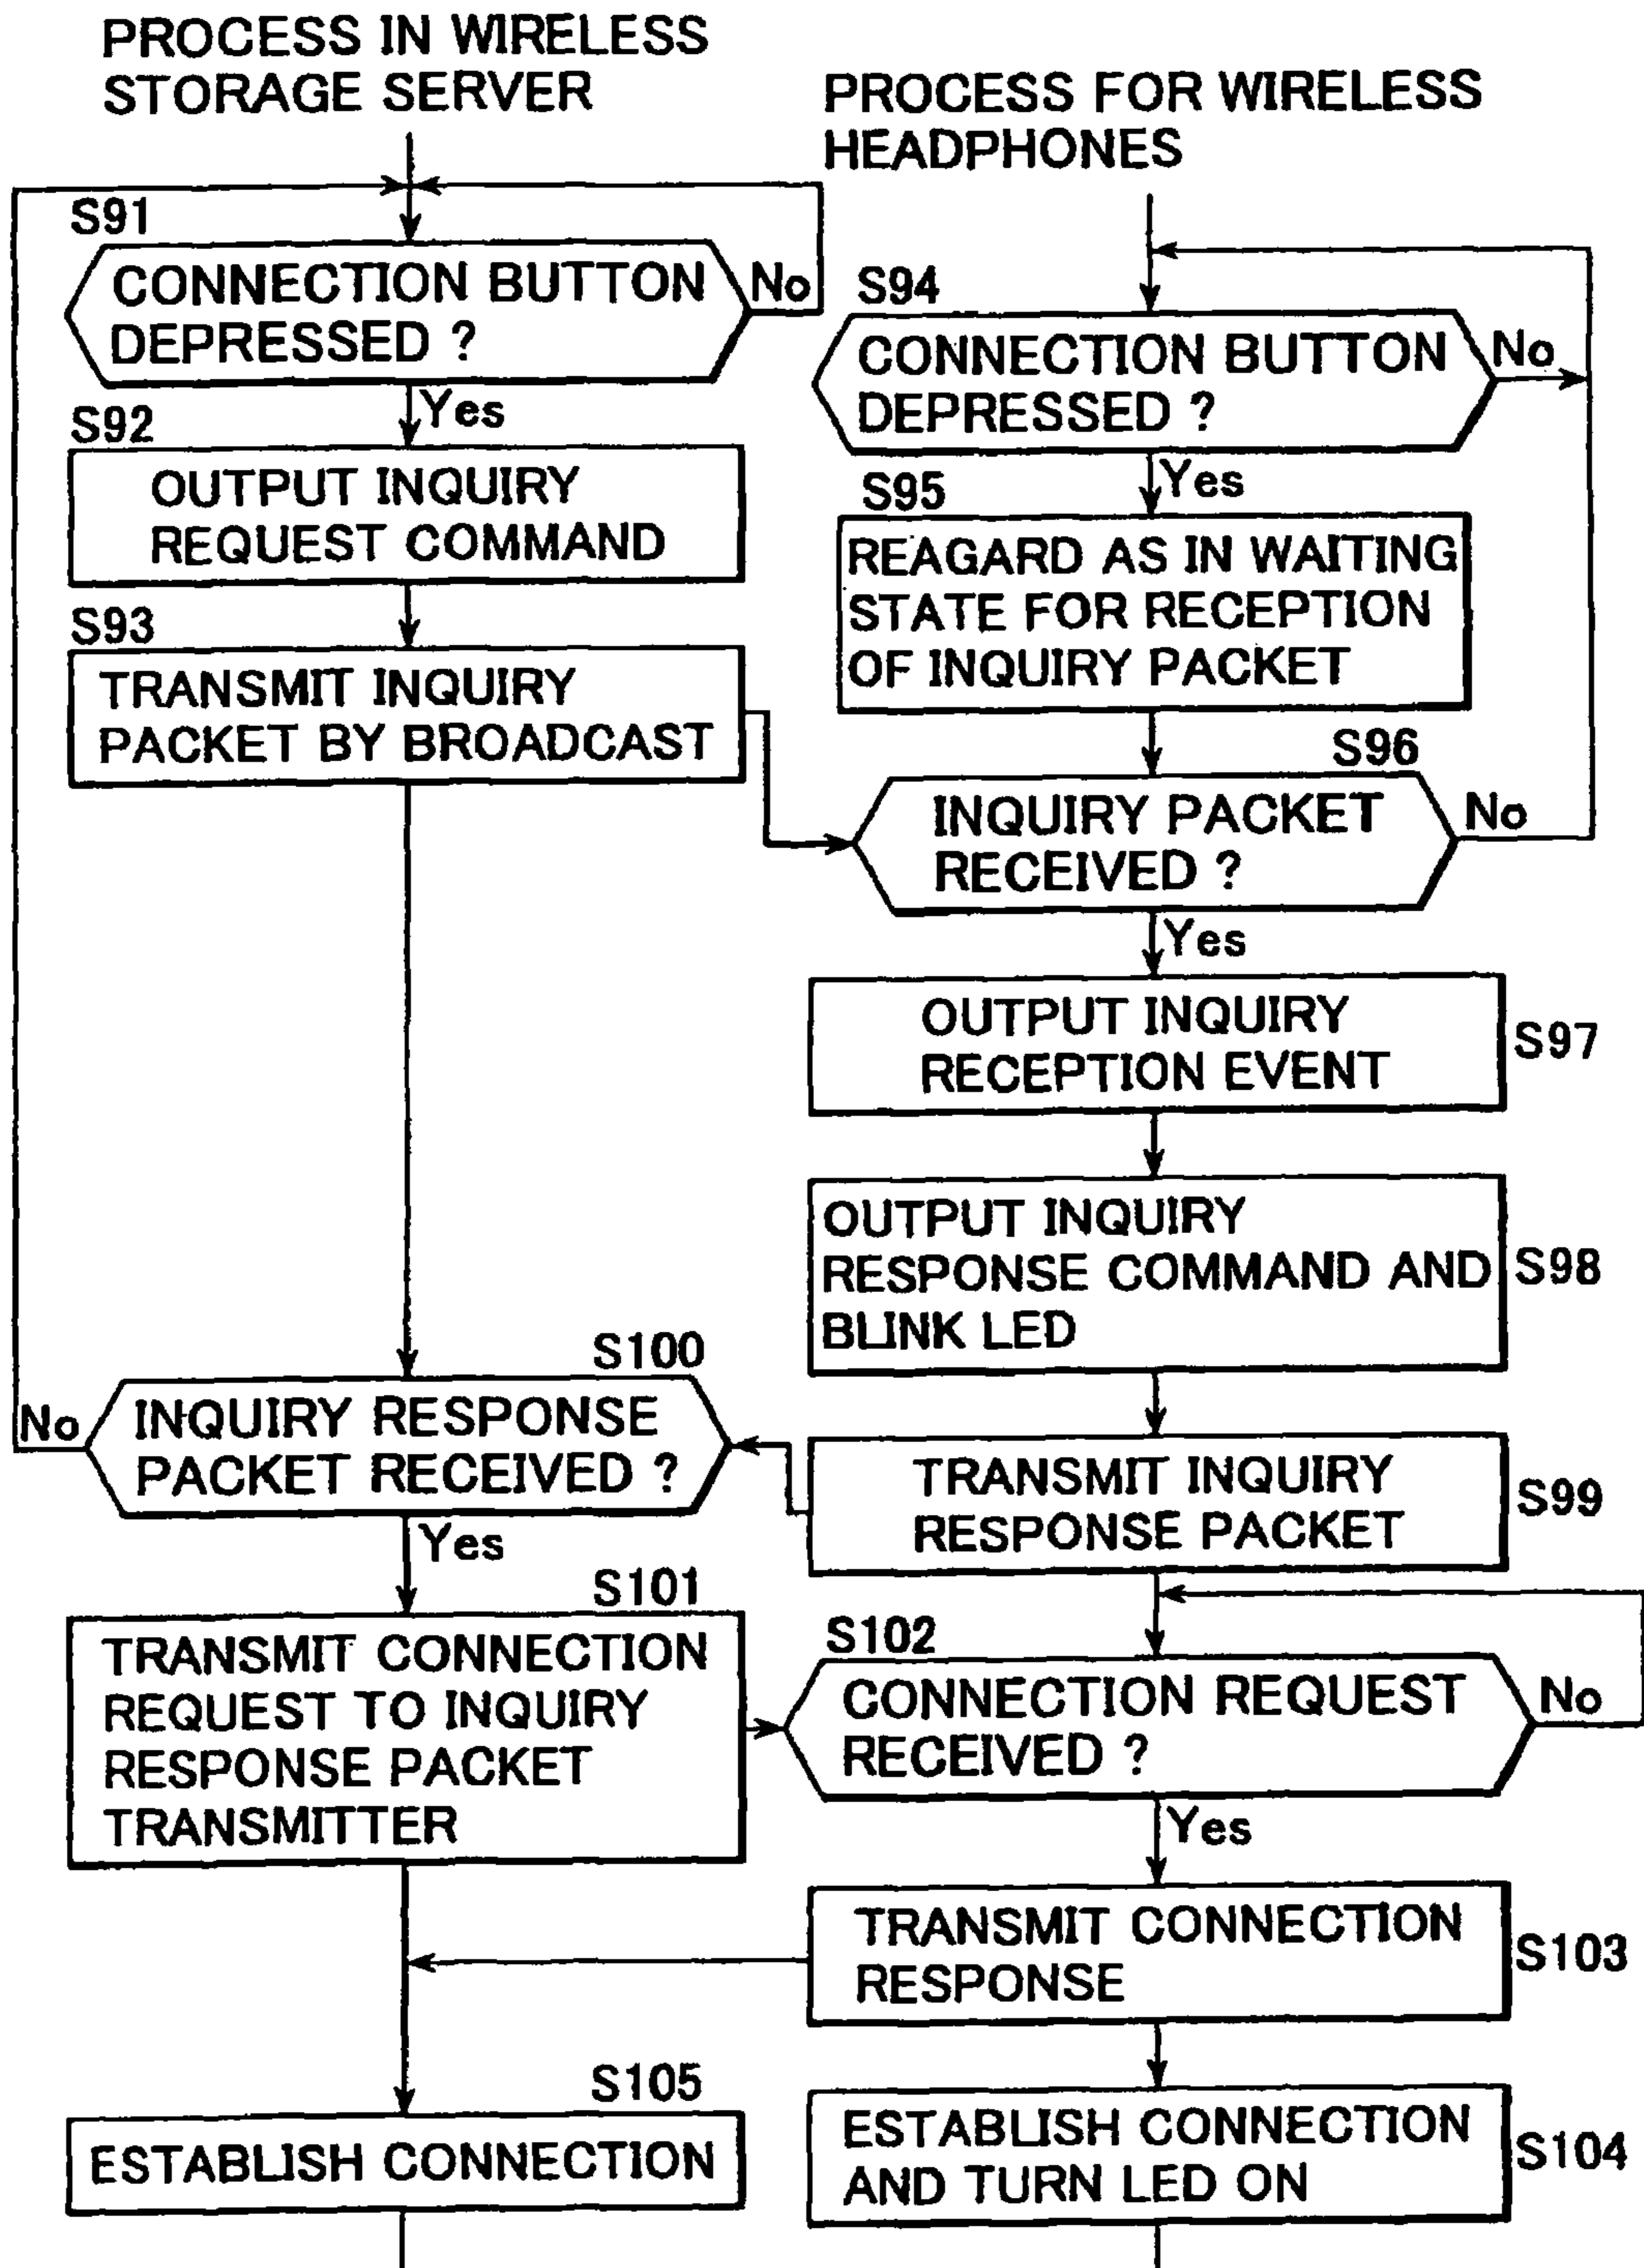 PROCESS IN WIRELESS
STORAGE SERVER
PROCESS FOR WIRELESS
HEADPHONES
S91
CONNECTION BUTTON
DEPRESSED ?
No
Yes
S92
OUTPUT INQUIRY
REQUEST COMMAND
S93
TRANSMIT INQUIRY
PACKET BY BROADCAST
S94
CONNECTION BUTTON
DEPRESSED ?
No
Yes
S95
REAGARD AS IN WAITING
STATE FOR RECEPTION
OF INQUIRY PACKET
S96
INQUIRY PACKET
RECEIVED ?
No
Yes
OUTPUT INQUIRY
RECEPTION EVENT
S97
OUTPUT INQUIRY
RESPONSE COMMAND AND
BLINK LED
S98
S100
No
INQUIRY RESPONSE
PACKET RECEIVED ?
Yes
TRANSMIT INQUIRY
RESPONSE PACKET
S99
S101
TRANSMIT CONNECTION
REQUEST TO INQUIRY
RESPONSE PACKET
TRANSMITTER
S102
CONNECTION REQUEST
RECEIVED ?
No
Yes
TRANSMIT CONNECTION
RESPONSE
S103
S105
ESTABLISH CONNECTION
ESTABLISH CONNECTION
AND TURN LED ON
S104